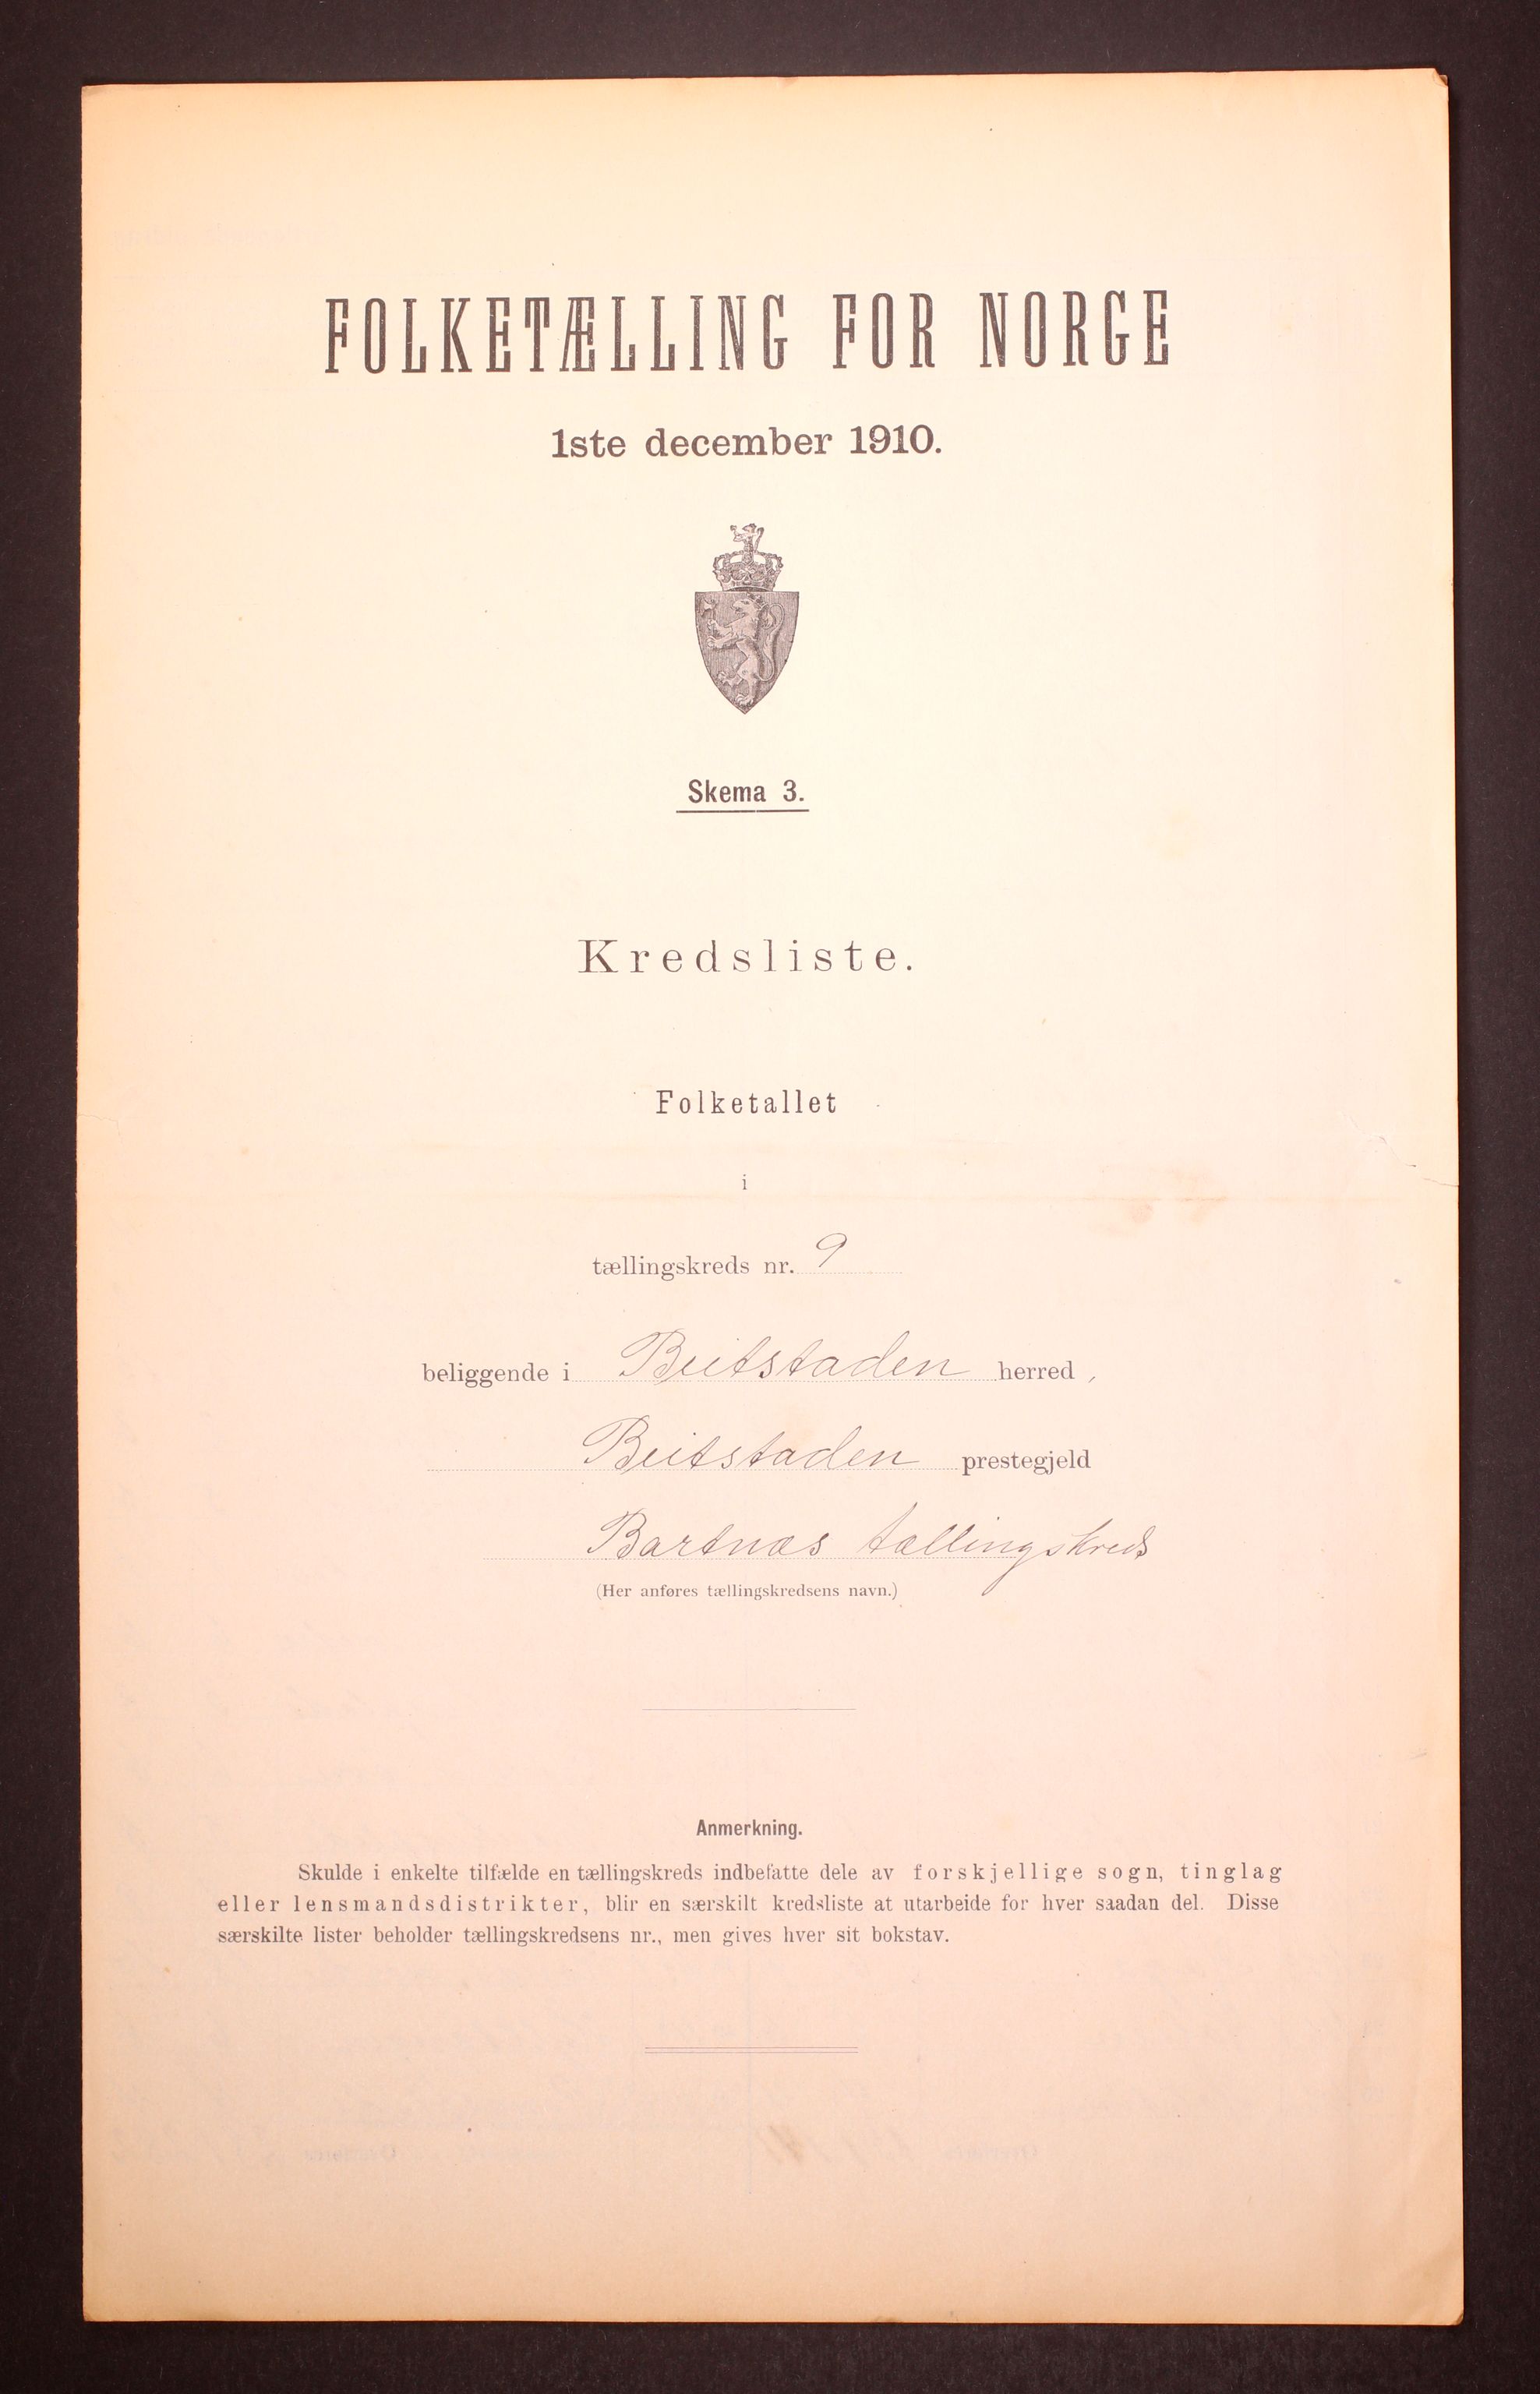 FOLKETÆLLING FOR NORGE
1ste december 1910.
Skema 3.
Kredsliste.
Folketallet
i
tællingskreds nr. 9
beliggende i Beitstaden herred,
Beitstaden prestegjeld
Bartnæs tællingskreds
(Her anføres tællingskredsens navn.)
Anmerkning.
Skulde i enkelte tilfælde en tællingskreds indbefatte dele av forskjellige sogn, tinglag
eller lensmandsdistrikter, blir en særskilt kredsliste at utarbeide for hver saadan del. Disse
særskilte lister beholder tællingskredsens nr., men gives hver sit bokstav.